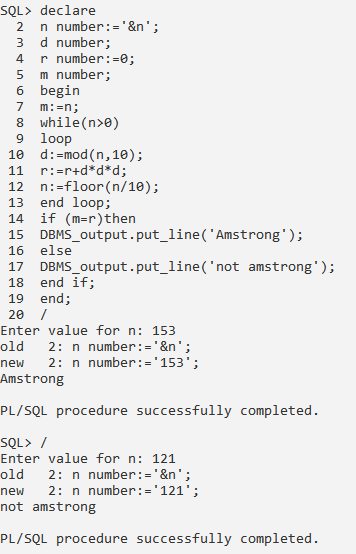 SQL> declare
  2  n number:='&n';
  3  d number;
  4  r number:=0;
  5  m number;
  6  begin
  7  m:=n;
  8  while(n>0)
  9  loop
 10  d:=mod(n,10);
 11  r:=r+d*d*d;
 12  n:=floor(n/10);
 13  end loop;
 14  if (m=r)then
 15  DBMS_output.put_line('Amstrong');
 16  else
 17  DBMS_output.put_line('not amstrong');
 18  end if;
 19  end;
 20  /
Enter value for n: 153
old   2: n number:='&n';
new   2: n number:='153';
Amstrong

PL/SQL procedure successfully completed.

SQL> /
Enter value for n: 121
old   2: n number:='&n';
new   2: n number:='121';
not amstrong

PL/SQL procedure successfully completed.